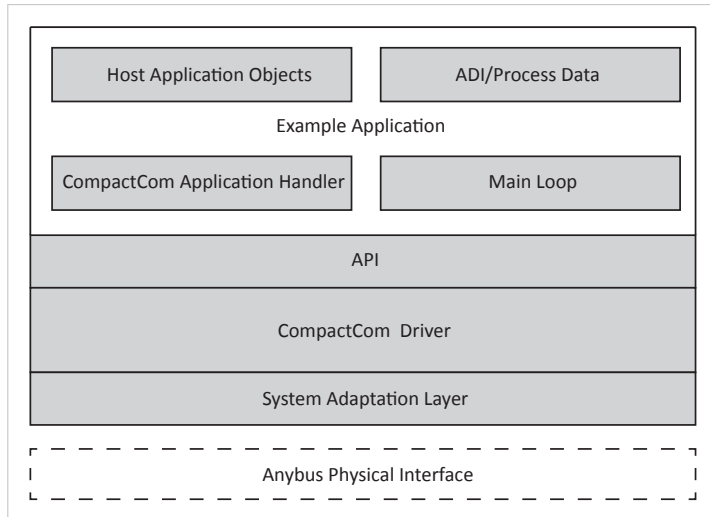 Host Application Objects
ADI/Process Data
Example Application
CompactCom Application Handler
Main Loop
API
CompactCom Driver
System Adaptation Layer
Anybus Physical Interface